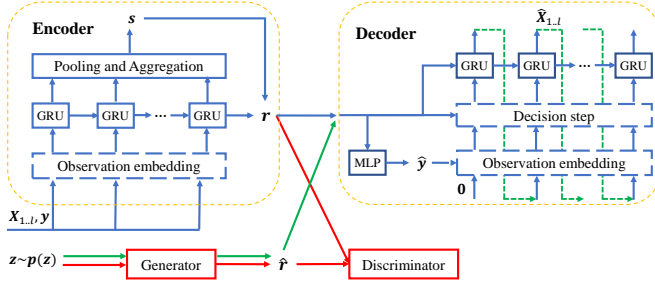 Encoder
s
Pooling and Aggregation
GRU GRU ... GRU
r
Observation embedding
X₁..ₗ, y
Decoder
X̂₁..ₗ
GRU GRU ... GRU
Decision step
MLP ŷ Observation embedding
0
z~p(z) Generator r̂ Discriminator